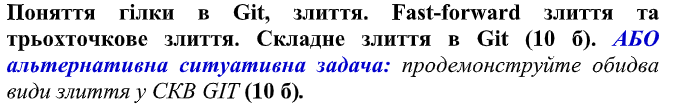 Поняття гілки в Git, злиття. Fast-forward злиття та
трьохточкове злиття. Складне злиття в Git (10 б). АБО
альтернативна ситуативна задача: продемонструйте обидва
види злиття у СКВ GIT (10 б).